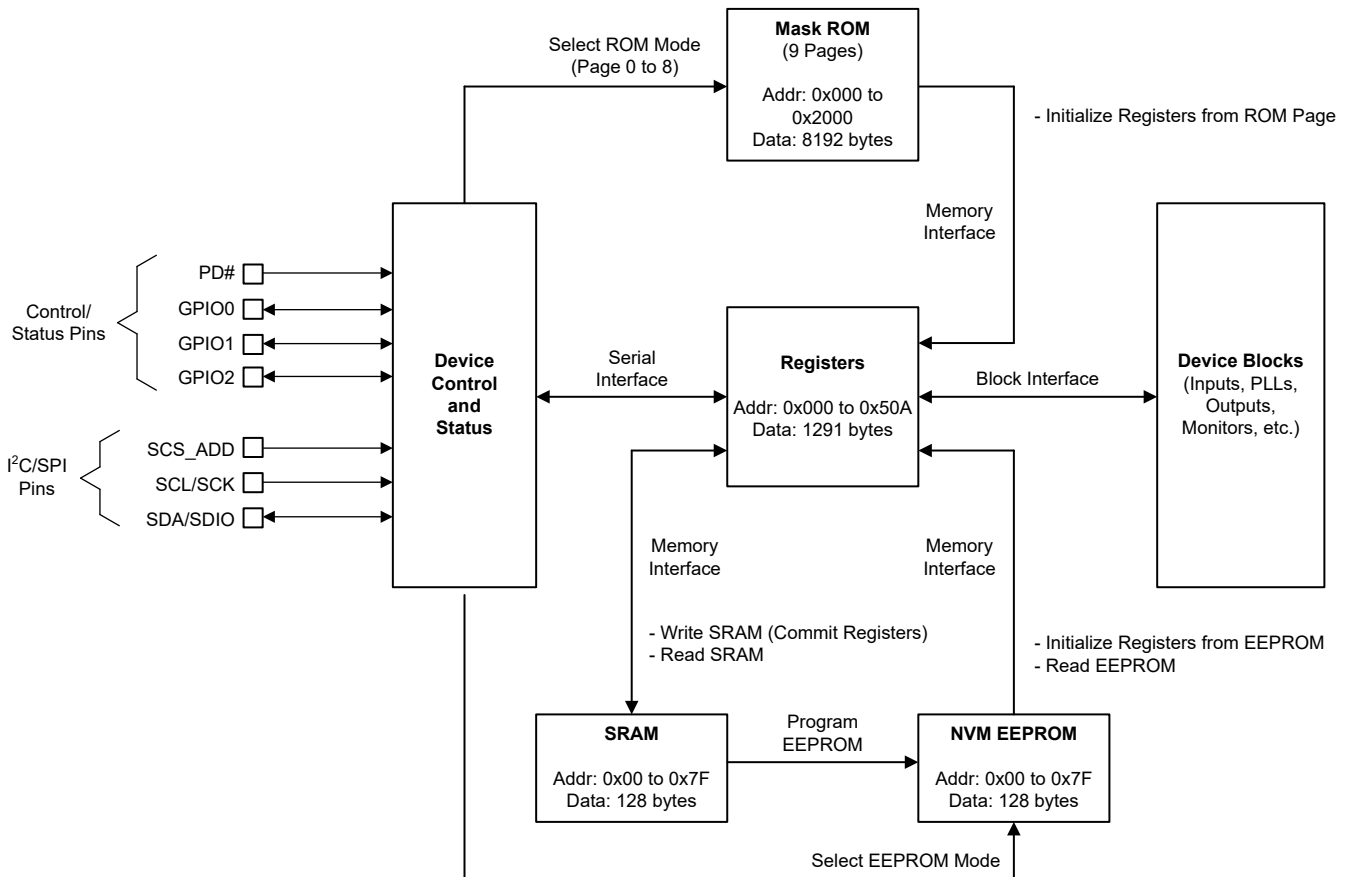 Mask ROM
(9 Pages)
Addr: 0x000 to
0x2000
Data: 8192 bytes
Select ROM Mode
(Page 0 to 8)
- Initialize Registers from ROM Page
Memory
Interface
Control/
Status Pins
PD#
GPIO0
GPIO1
GPIO2
I²C/SPI
Pins
SCS_ADD
SCL/SCK
SDA/SDIO
Device
Control
and
Status
Serial
Interface
Registers
Addr: 0x000 to 0x50A
Data: 1291 bytes
Block Interface
Device Blocks
(Inputs, PLLs,
Outputs,
Monitors, etc.)
Memory
Interface
Memory
Interface
- Write SRAM (Commit Registers)
- Read SRAM
- Initialize Registers from EEPROM
- Read EEPROM
SRAM
Addr: 0x00 to 0x7F
Data: 128 bytes
Program
EEPROM
NVM EEPROM
Addr: 0x00 to 0x7F
Data: 128 bytes
Select EEPROM Mode